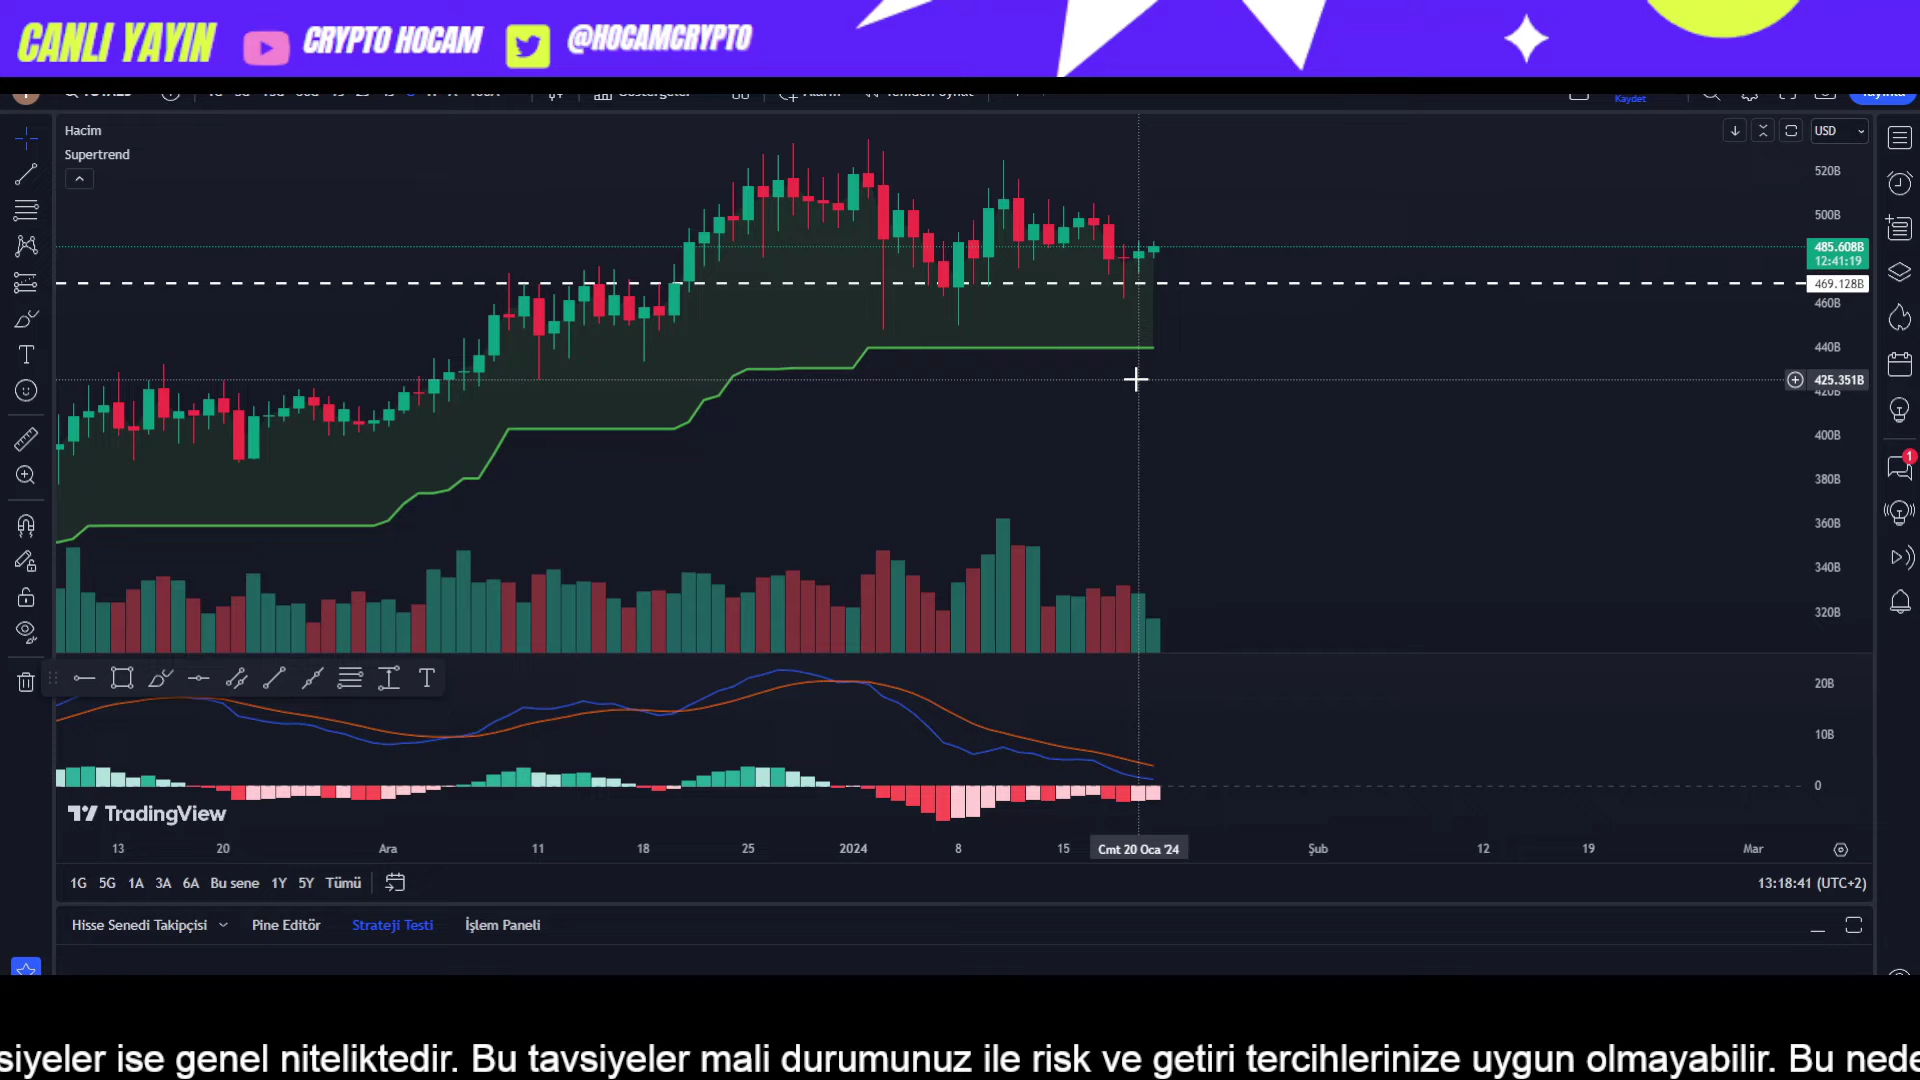 CANLI YAYIN CRYPTO HOCAM @HOCAMCRYPTO
Kaydet
Hacim
Supertrend
USD
520B
500B
485.608B
12:41:19
469.128B
460B
440B
425.351B
420B
400B
380B
360B
340B
320B
1
20B
10B
0
TradingView
13 20 Ara 11 18 25 2024 8 15 Cmt 20 Oca '24 Şub 12 19 Mar
1G 5G 1A 3A 6A Bu sene 1Y 5Y Tümü 13:18:41 (UTC+2)
Hisse Senedi Takipçisi Pine Editör Strateji Testi İşlem Paneli
siyeler ise genel niteliktedir. Bu tavsiyeler mali durumunuz ile risk ve getiri tercihlerinize uygun olmayabilir. Bu nede